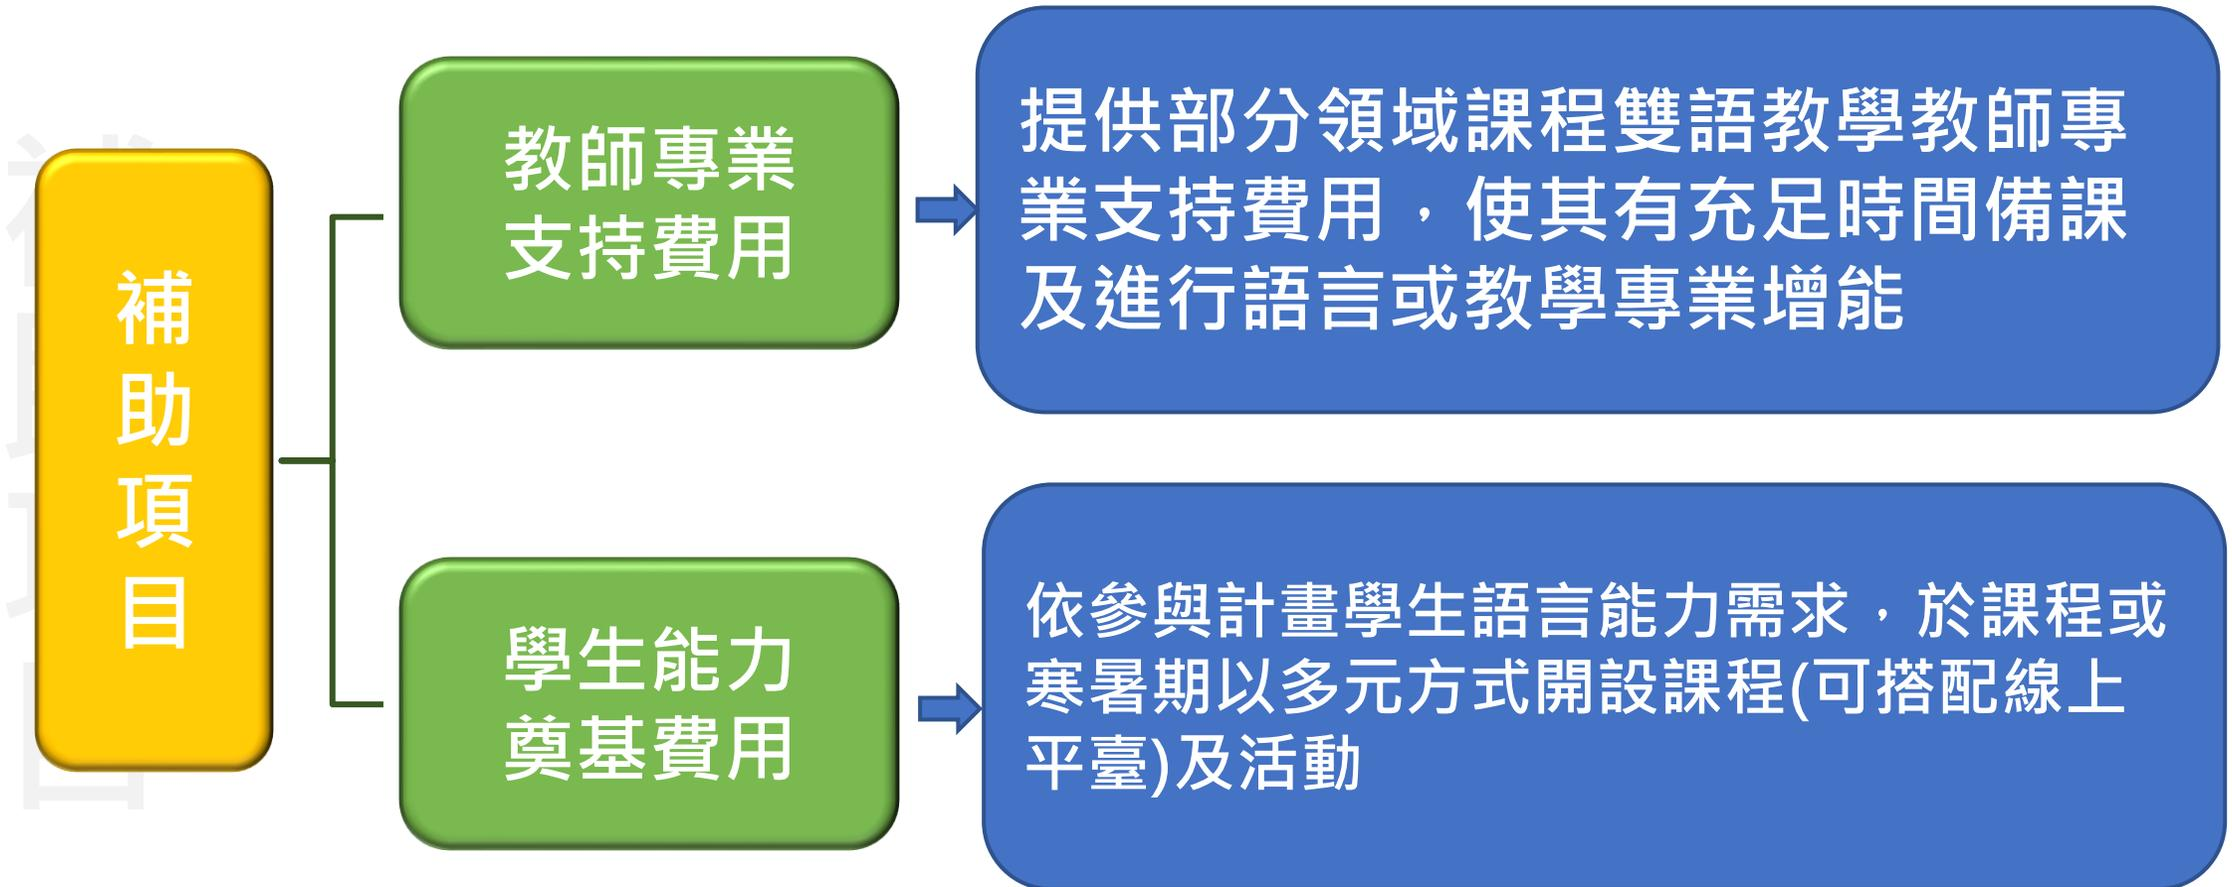 補助項目
教師專業
支持費用
提供部分領域課程雙語教學教師專
業支持費用，使其有充足時間備課
及進行語言或教學專業增能
學生能力
奠基費用
依參與計畫學生語言能力需求，於課程或
寒暑期以多元方式開設課程(可搭配線上
平臺)及活動